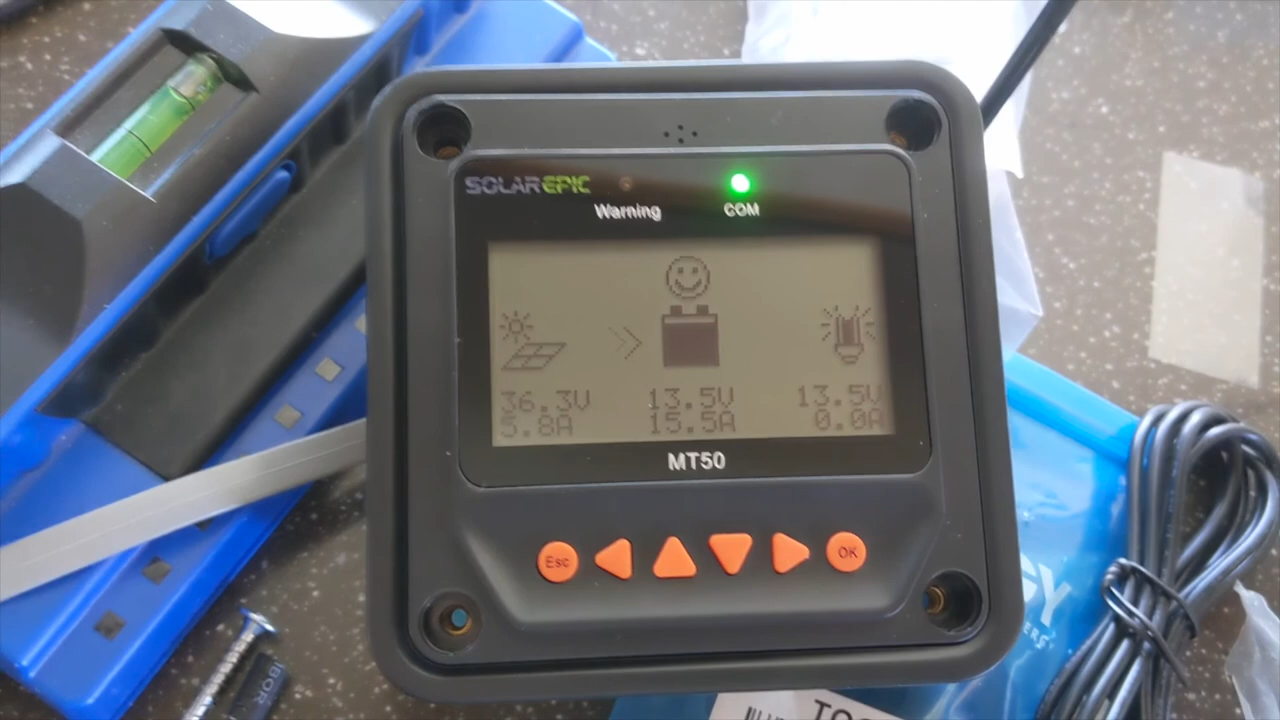 SOLAR EPIC
Warning
COM
36.3V
13.5V
13.5V
5.8A
15.5A
0.0A
MT50
Esc
OK